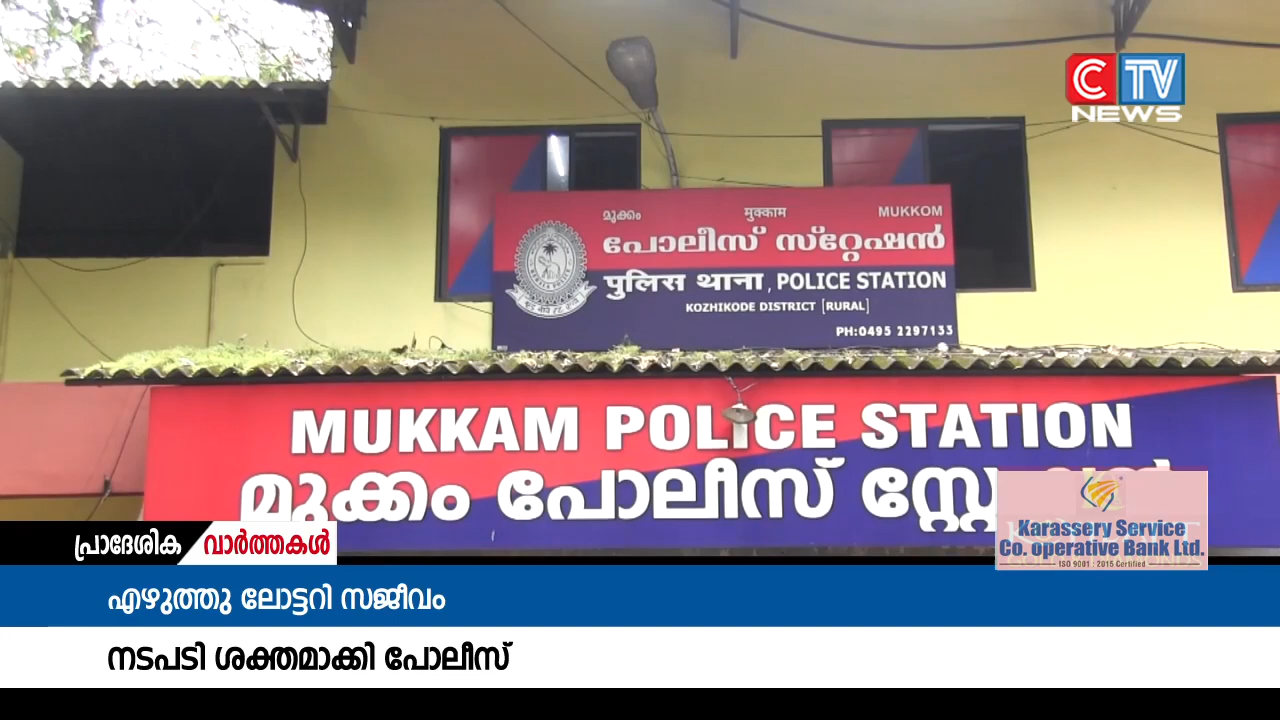 C TV
NEWS
മുക്കം मुक्काम MUKKOM
പോലീസ് സ്റ്റേഷൻ
पुलिस थाना, POLICE STATION
KOZHIKODE DISTRICT [RURAL]
PH:0495 2297133
MUKKAM POLICE STATION
മുക്കം പോലീസ്
Karassery Service
Co. operative Bank Ltd.
ISO 9001 : 2015 Certified
പ്രാദേശിക വാർത്തകൾ
എഴുത്തു ലോട്ടറി സജീവം
നടപടി ശക്തമാക്കി പോലീസ്